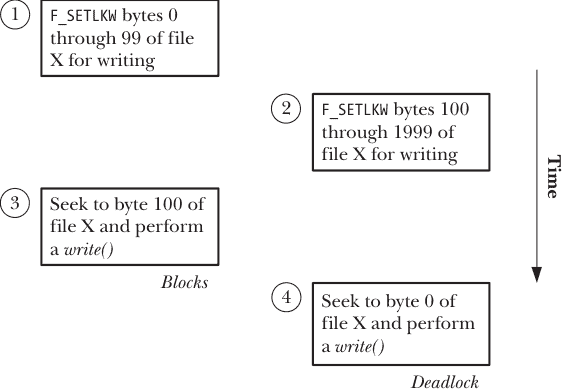 1
F_SETLKW bytes 0
through 99 of file
X for writing
2
F_SETLKW bytes 100
through 1999 of
file X for writing
Time
3
Seek to byte 100 of
file X and perform
a write()
Blocks
4
Seek to byte 0 of
file X and perform
a write()
Deadlock